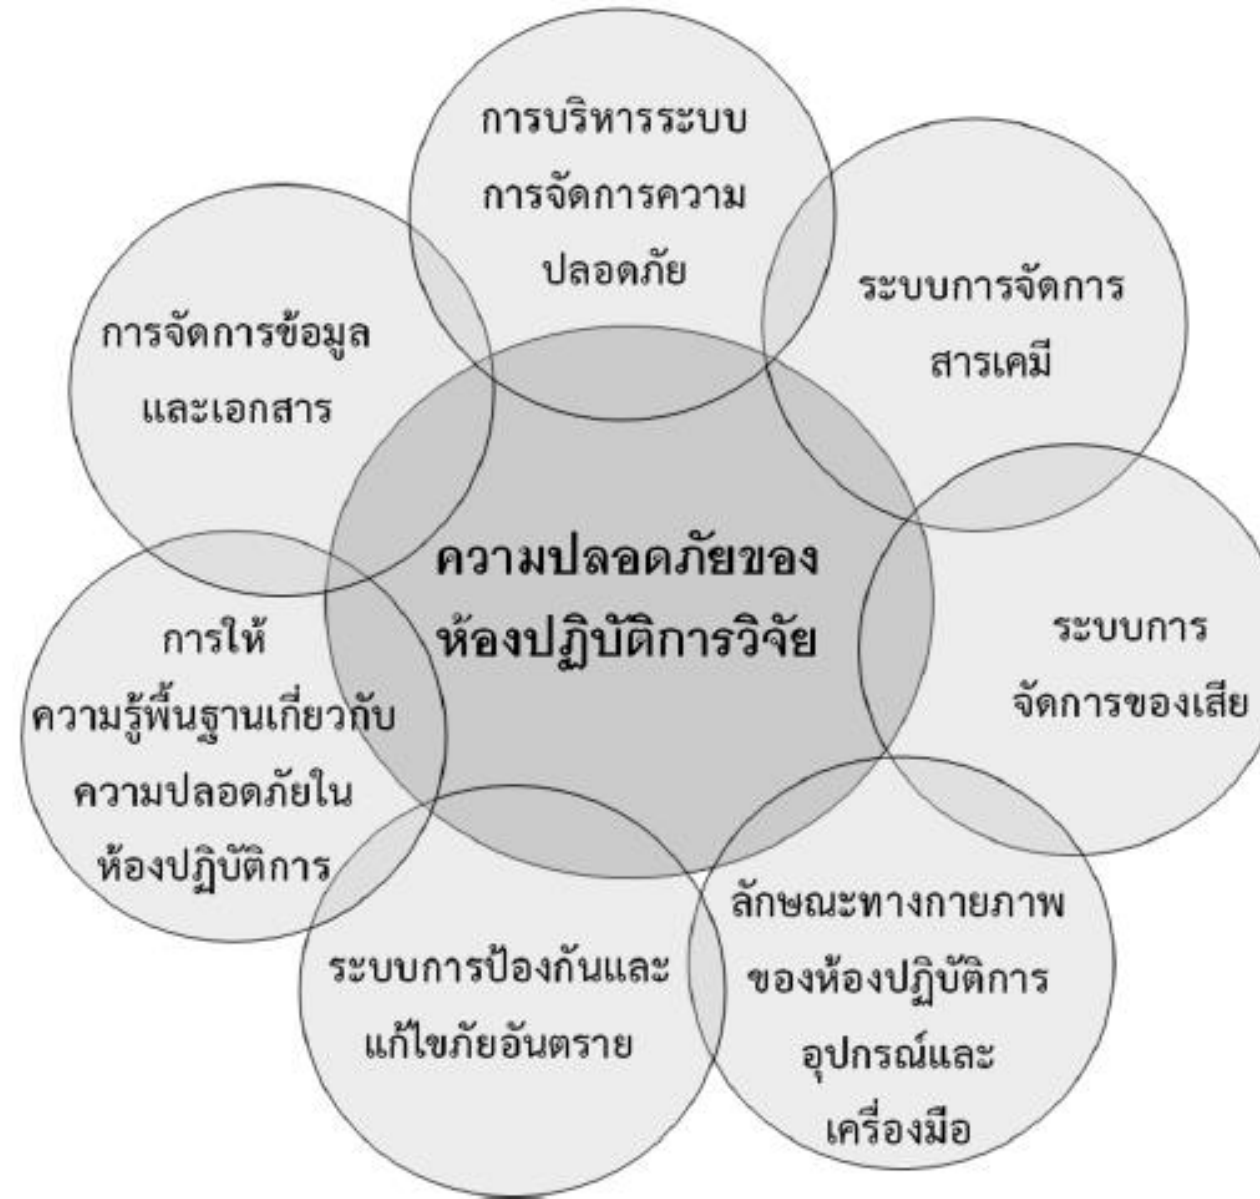 การบริหารระบบ
การจัดการความ
ปลอดภัย
ระบบการจัดการ
สารเคมี
ระบบการ
จัดการของเสีย
ลักษณะทางกายภาพ
ของห้องปฏิบัติการ
อุปกรณ์และ
เครื่องมือ
ระบบการป้องกันและ
แก้ไขภัยอันตราย
การให้
ความรู้พื้นฐานเกี่ยวกับ
ความปลอดภัยใน
ห้องปฏิบัติการ
การจัดการข้อมูล
และเอกสาร
ความปลอดภัยของ
ห้องปฏิบัติการวิจัย